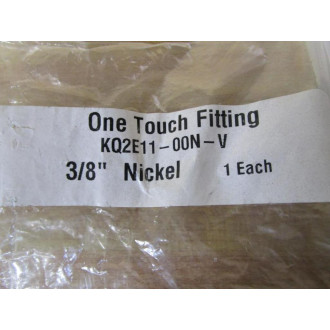 One Touch Fitting
KQ2E11-00N-V
3/8" Nickel 1 Each